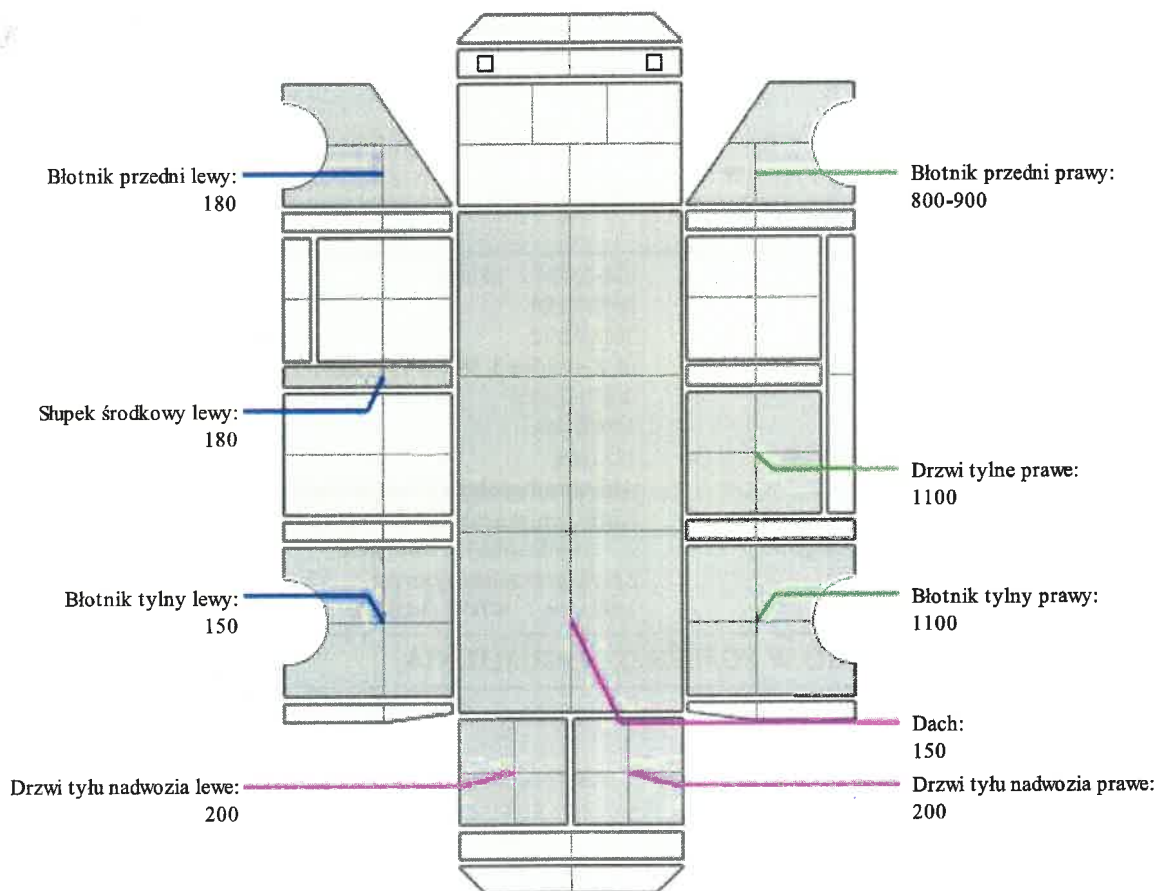 Błotnik przedni lewy:
180
Błotnik przedni prawy:
800-900
Słupek środkowy lewy:
180
Drzwi tylne prawe:
1100
Błotnik tylny lewy:
150
Błotnik tylny prawy:
1100
Dach:
150
Drzwi tyłu nadwozia lewe:
200
Drzwi tyłu nadwozia prawe:
200